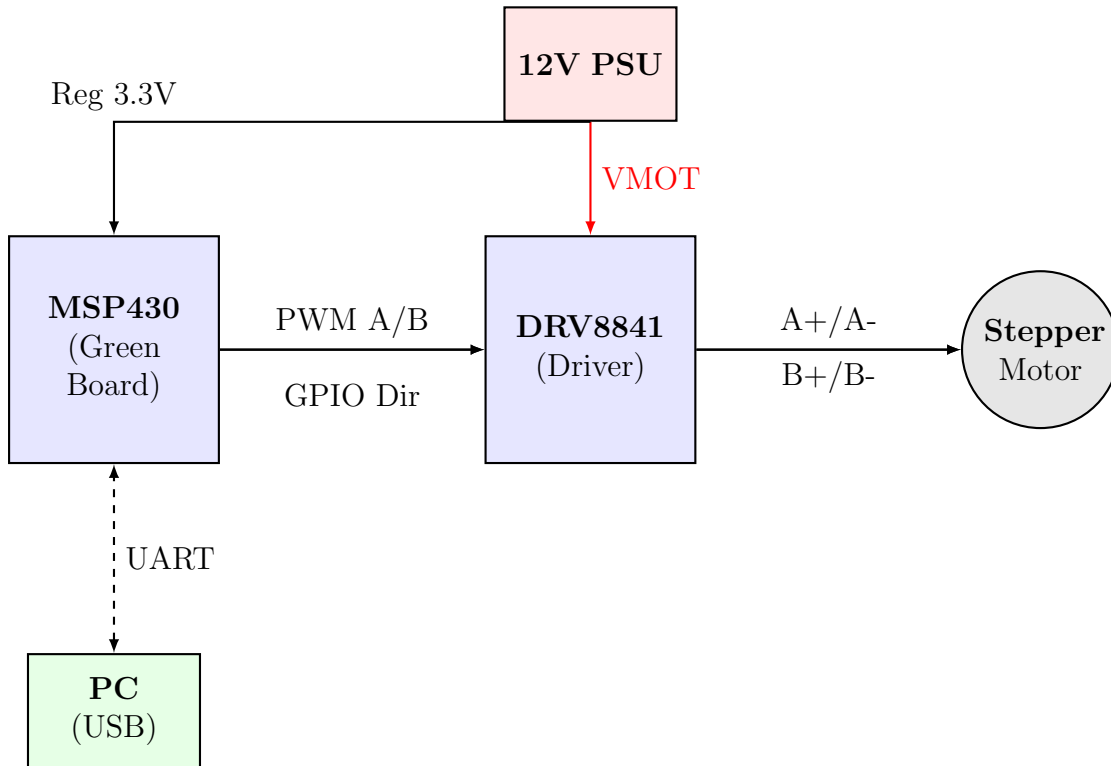 12V PSU
Reg 3.3V
VMOT
MSP430
(Green
Board)
PWM A/B
GPIO Dir
DRV8841
(Driver)
A+/A-
B+/B-
Stepper
Motor
UART
PC
(USB)